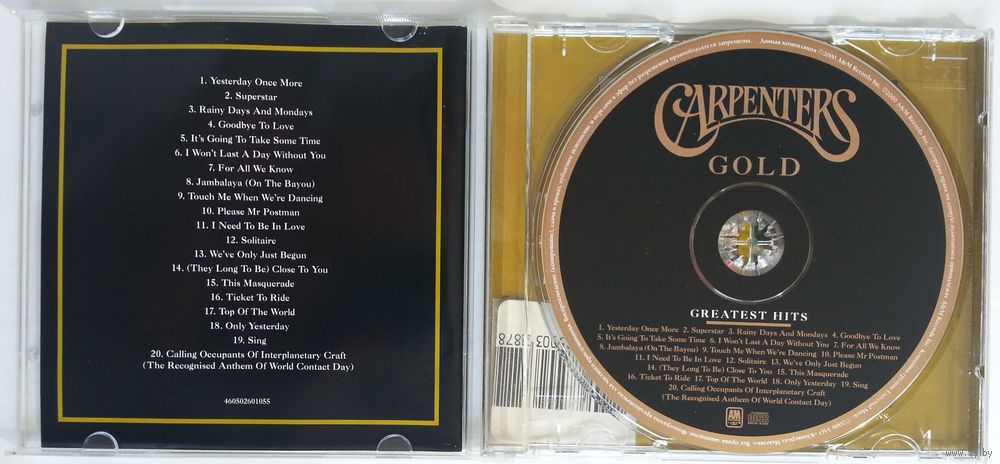 1. Yesterday Once More
2. Superstar
3. Rainy Days And Mondays
4. Goodbye To Love
5. It's Going To Take Some Time
6. I Won't Last A Day Without You
7. For All We Know
8. Jambalaya (On The Bayou)
9. Touch Me When We're Dancing
10. Please Mr Postman
11. I Need To Be In Love
12. Solitaire
13. We've Only Just Begun
14. (They Long To Be) Close To You
15. This Masquerade
16. Ticket To Ride
17. Top Of The World
18. Only Yesterday
19. Sing
20. Calling Occupants Of Interplanetary Craft
(The Recognised Anthem Of World Contact Day)
460502601055
CARPENTERS
GOLD
GREATEST HITS
1. Yesterday Once More 2. Superstar 3. Rainy Days And Mondays 4. Goodbye To Love
5. It's Going To Take Some Time 6. I Won't Last A Day Without You 7. For All We Know
8. Jambalaya (On The Bayou) 9. Touch Me When We're Dancing 10. Please Mr Postman
11. I Need To Be In Love 12. Solitaire 13. We've Only Just Begun
14. (They Long To Be) Close To You 15. This Masquerade
16. Ticket To Ride 17. Top Of The World 18. Only Yesterday 19. Sing
20. Calling Occupants Of Interplanetary Craft
(The Recognised Anthem Of World Contact Day)
A&M
Данная компиляция ©2000 A&M Records Inc.
без разрешения правообладателя запрещены.